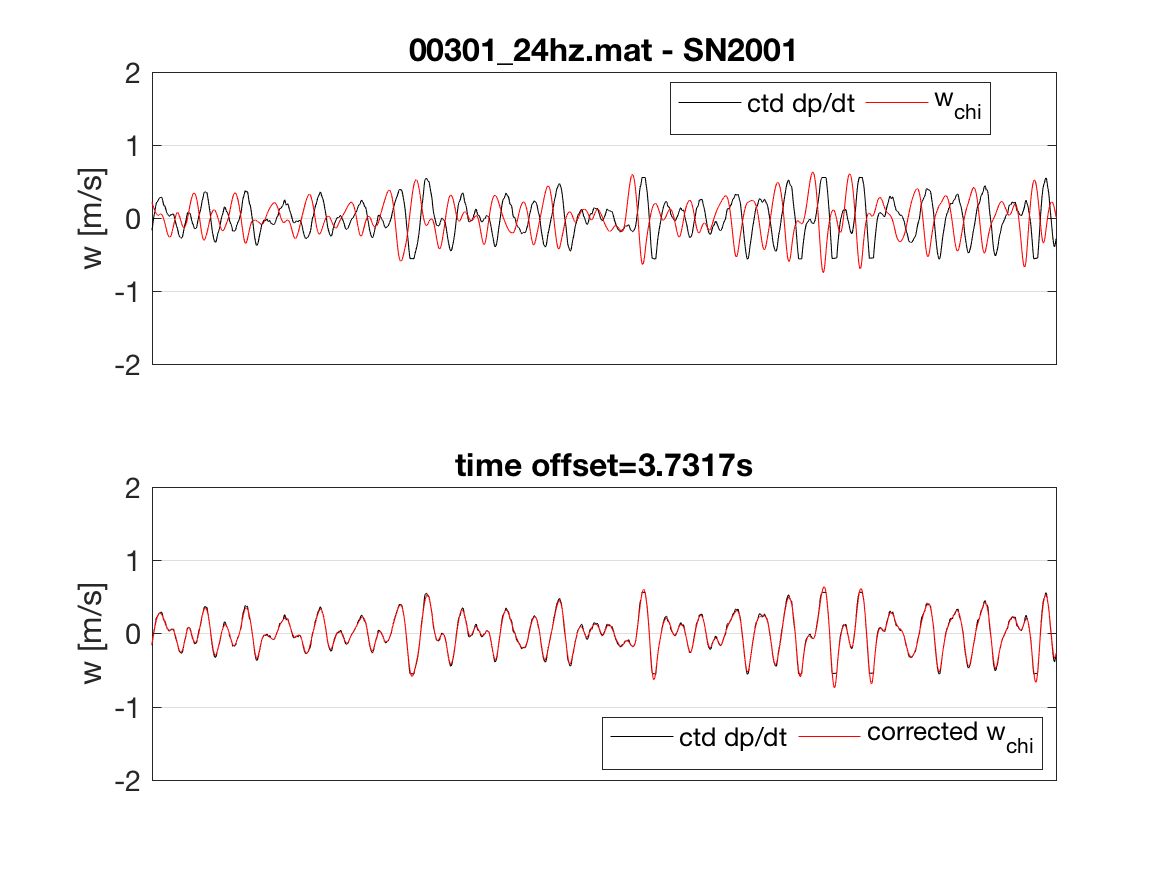 00301_24hz.mat - SN2001
2
1
0
-1
-2
w [m/s]
ctd dp/dt w_chi
time offset=3.7317s
2
1
0
-1
-2
w [m/s]
ctd dp/dt corrected w_chi